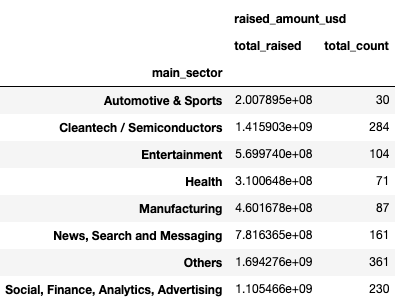 raised_amount_usd
total_raised total_count
main_sector
Automotive & Sports 2.007895e+08 30
Cleantech / Semiconductors 1.415903e+09 284
Entertainment 5.699740e+08 104
Health 3.100648e+08 71
Manufacturing 4.601678e+08 87
News, Search and Messaging 7.816365e+08 161
Others 1.694276e+09 361
Social, Finance, Analytics, Advertising 1.105466e+09 230